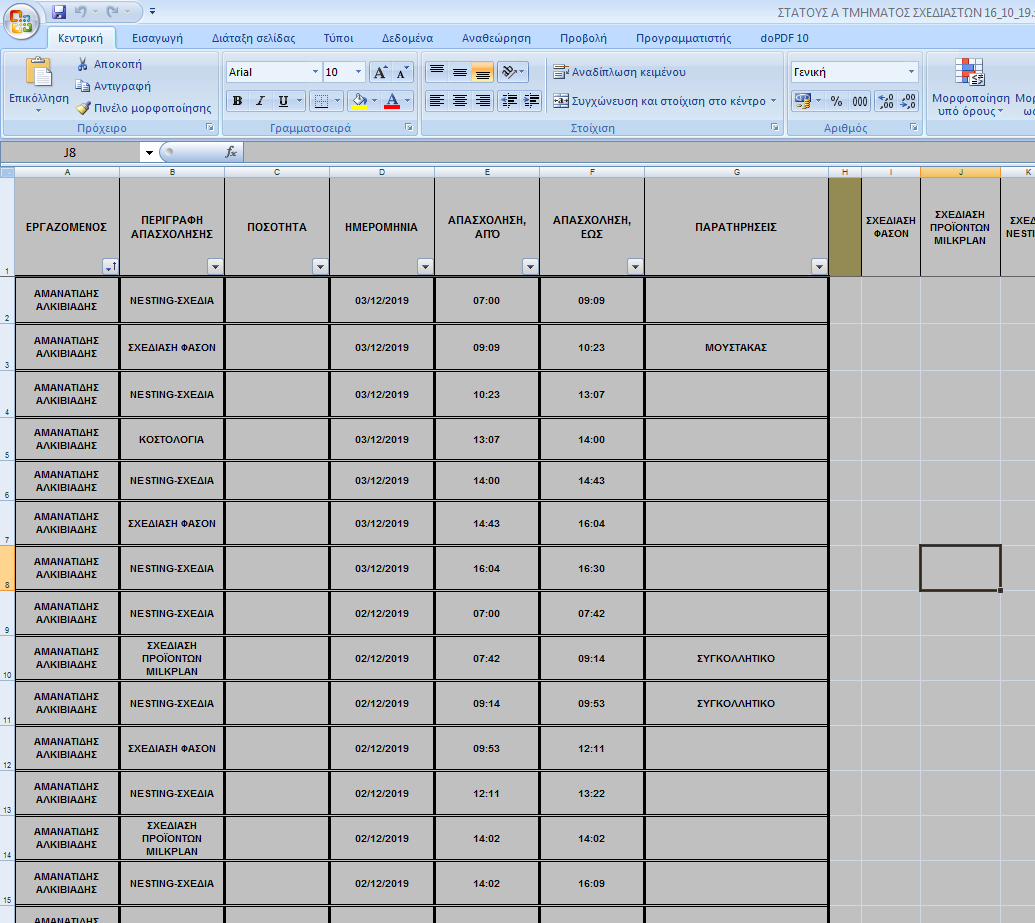 ΣΤΑΤΟΥΣ Α ΤΜΗΜΑΤΟΣ ΣΧΕΔΙΑΣΤΩΝ 16_10_19.
Κεντρική Εισαγωγή Διάταξη σελίδας Τύποι Δεδομένα Αναθεώρηση Προβολή Προγραμματιστής doPDF 10
Επικόλληση
Αποκοπή
Αντιγραφή
Πινέλο μορφοποίησης
Πρόχειρο
Arial 10
B I U
Γραμματοσειρά
Αναδίπλωση κειμένου
Συγχώνευση και στοίχιση στο κέντρο
Στοίχιση
Γενική
% 000
Αριθμός
Μορφοποίηση
υπό όρους
J8 fx
A B C D E F G H I J K
1 ΕΡΓΑΖΟΜΕΝΟΣ ΠΕΡΙΓΡΑΦΗ ΑΠΑΣΧΟΛΗΣΗΣ ΠΟΣΟΤΗΤΑ ΗΜΕΡΟΜΗΝΙΑ ΑΠΑΣΧΟΛΗΣΗ, ΑΠΌ ΑΠΑΣΧΟΛΗΣΗ, ΕΩΣ ΠΑΡΑΤΗΡΗΣΕΙΣ ΣΧΕΔΙΑΣΗ ΦΑΣΟΝ ΣΧΕΔΙΑΣΗ ΠΡΟΪΟΝΤΩΝ MILKPLAN
2 ΑΜΑΝΑΤΙΔΗΣ ΑΛΚΙΒΙΑΔΗΣ NESTING-ΣΧΕΔΙΑ 03/12/2019 07:00 09:09
3 ΑΜΑΝΑΤΙΔΗΣ ΑΛΚΙΒΙΑΔΗΣ ΣΧΕΔΙΑΣΗ ΦΑΣΟΝ 03/12/2019 09:09 10:23 ΜΟΥΣΤΑΚΑΣ
4 ΑΜΑΝΑΤΙΔΗΣ ΑΛΚΙΒΙΑΔΗΣ NESTING-ΣΧΕΔΙΑ 03/12/2019 10:23 13:07
5 ΑΜΑΝΑΤΙΔΗΣ ΑΛΚΙΒΙΑΔΗΣ ΚΟΣΤΟΛΟΓΙΑ 03/12/2019 13:07 14:00
6 ΑΜΑΝΑΤΙΔΗΣ ΑΛΚΙΒΙΑΔΗΣ NESTING-ΣΧΕΔΙΑ 03/12/2019 14:00 14:43
7 ΑΜΑΝΑΤΙΔΗΣ ΑΛΚΙΒΙΑΔΗΣ ΣΧΕΔΙΑΣΗ ΦΑΣΟΝ 03/12/2019 14:43 16:04
8 ΑΜΑΝΑΤΙΔΗΣ ΑΛΚΙΒΙΑΔΗΣ NESTING-ΣΧΕΔΙΑ 03/12/2019 16:04 16:30
9 ΑΜΑΝΑΤΙΔΗΣ ΑΛΚΙΒΙΑΔΗΣ NESTING-ΣΧΕΔΙΑ 02/12/2019 07:00 07:42
10 ΑΜΑΝΑΤΙΔΗΣ ΑΛΚΙΒΙΑΔΗΣ ΣΧΕΔΙΑΣΗ ΠΡΟΪΟΝΤΩΝ MILKPLAN 02/12/2019 07:42 09:14 ΣΥΓΚΟΛΛΗΤΙΚΟ
11 ΑΜΑΝΑΤΙΔΗΣ ΑΛΚΙΒΙΑΔΗΣ NESTING-ΣΧΕΔΙΑ 02/12/2019 09:14 09:53 ΣΥΓΚΟΛΛΗΤΙΚΟ
12 ΑΜΑΝΑΤΙΔΗΣ ΑΛΚΙΒΙΑΔΗΣ ΣΧΕΔΙΑΣΗ ΦΑΣΟΝ 02/12/2019 09:53 12:11
13 ΑΜΑΝΑΤΙΔΗΣ ΑΛΚΙΒΙΑΔΗΣ NESTING-ΣΧΕΔΙΑ 02/12/2019 12:11 13:22
14 ΑΜΑΝΑΤΙΔΗΣ ΑΛΚΙΒΙΑΔΗΣ ΣΧΕΔΙΑΣΗ ΠΡΟΪΟΝΤΩΝ MILKPLAN 02/12/2019 14:02 14:02
15 ΑΜΑΝΑΤΙΔΗΣ ΑΛΚΙΒΙΑΔΗΣ NESTING-ΣΧΕΔΙΑ 02/12/2019 14:02 16:09
ΑΜΑΝΑΤΙΔΗΣ